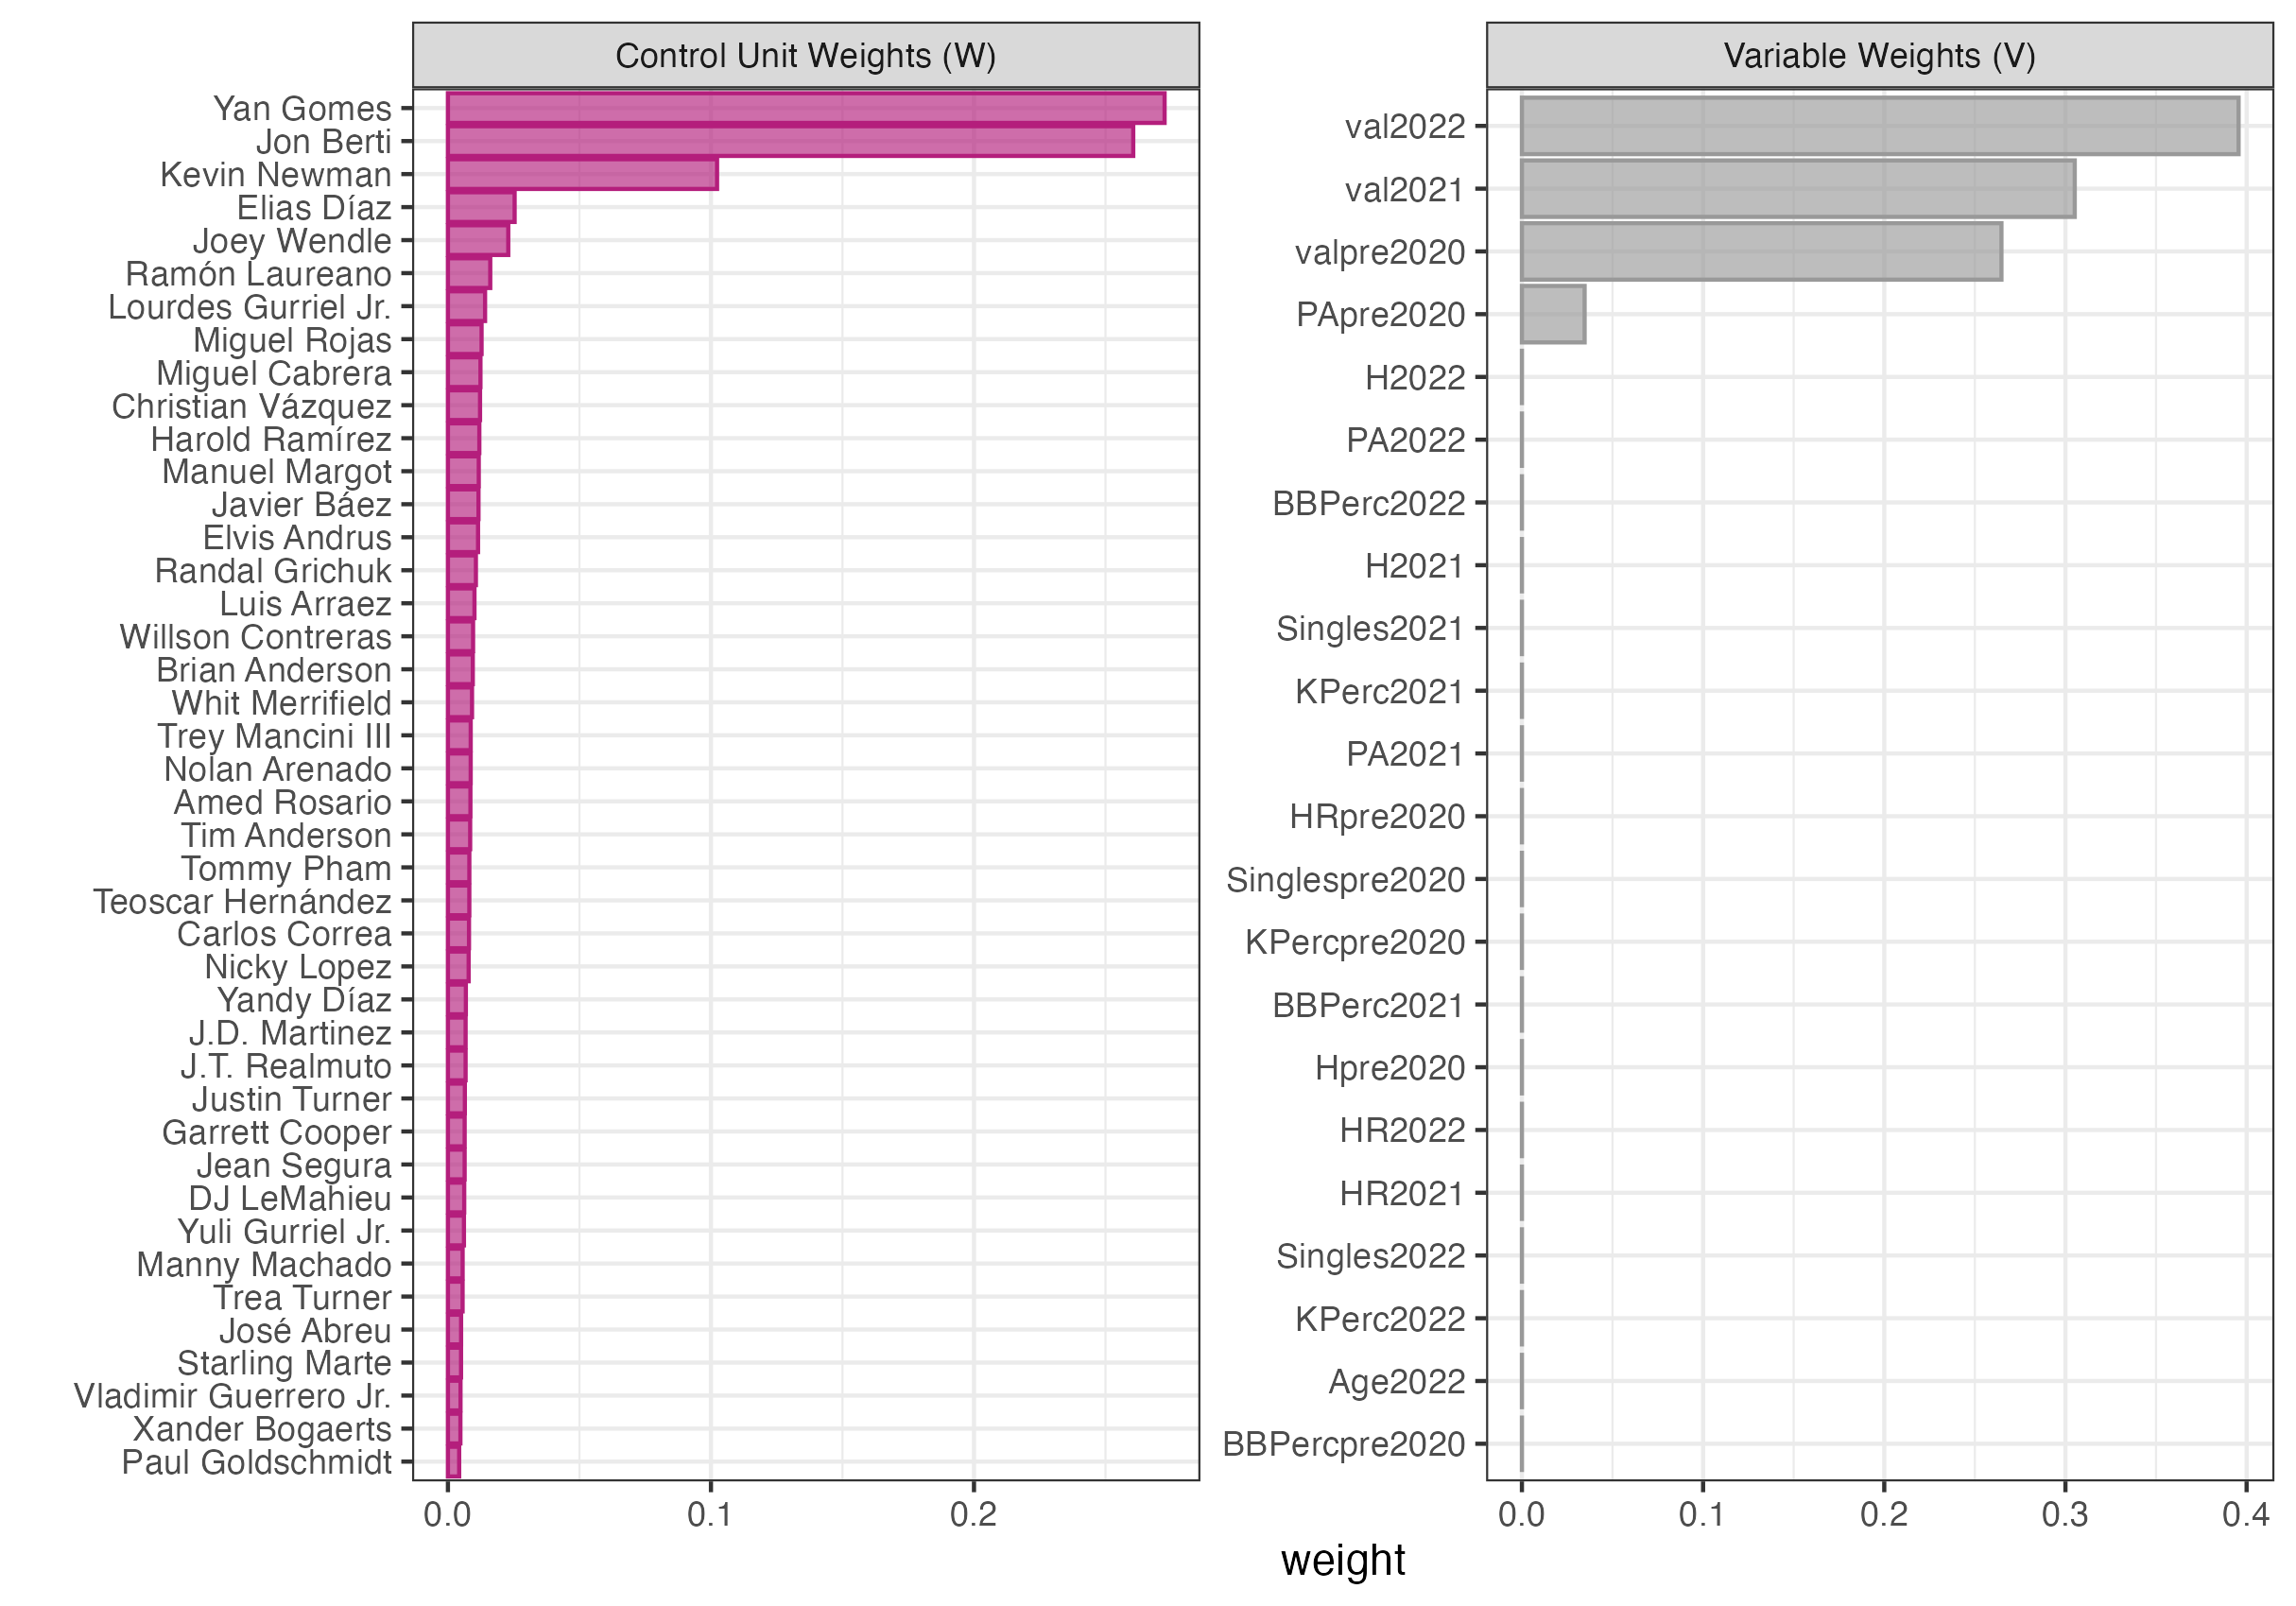 Control Unit Weights (W)
Yan Gomes
Jon Berti
Kevin Newman
Elias Díaz
Joey Wendle
Ramón Laureano
Lourdes Gurriel Jr.
Miguel Rojas
Miguel Cabrera
Christian Vázquez
Harold Ramírez
Manuel Margot
Javier Báez
Elvis Andrus
Randal Grichuk
Luis Arraez
Willson Contreras
Brian Anderson
Whit Merrifield
Trey Mancini III
Nolan Arenado
Amed Rosario
Tim Anderson
Tommy Pham
Teoscar Hernández
Carlos Correa
Nicky Lopez
Yandy Díaz
J.D. Martinez
J.T. Realmuto
Justin Turner
Garrett Cooper
Jean Segura
DJ LeMahieu
Yuli Gurriel Jr.
Manny Machado
Trea Turner
José Abreu
Starling Marte
Vladimir Guerrero Jr.
Xander Bogaerts
Paul Goldschmidt
0.0 0.1 0.2
Variable Weights (V)
val2022
val2021
valpre2020
PApre2020
H2022
PA2022
BBPerc2022
H2021
Singles2021
KPerc2021
PA2021
HRpre2020
Singlespre2020
KPercpre2020
BBPerc2021
Hpre2020
HR2022
HR2021
Singles2022
KPerc2022
Age2022
BBPercpre2020
0.0 0.1 0.2 0.3 0.4
weight